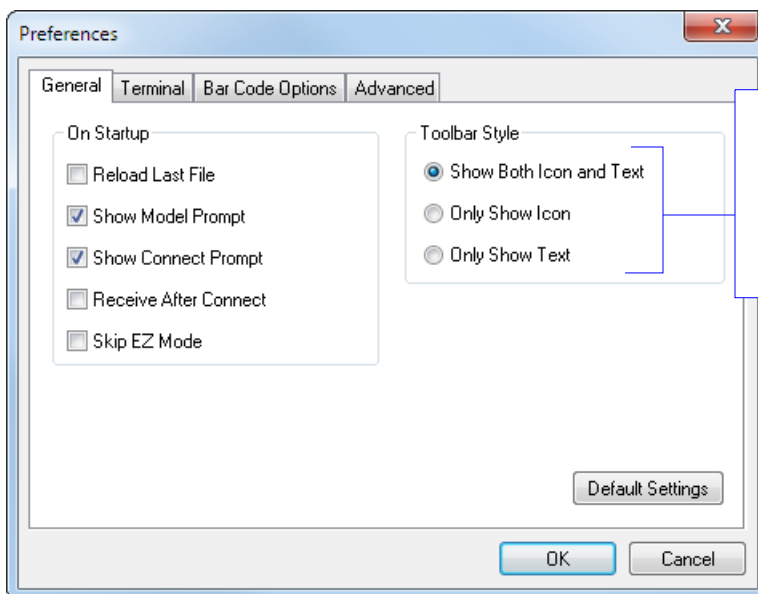 Preferences
General Terminal Bar Code Options Advanced
On Startup
Reload Last File
Show Model Prompt
Show Connect Prompt
Receive After Connect
Skip EZ Mode
Toolbar Style
Show Both Icon and Text
Only Show Icon
Only Show Text
Default Settings
OK Cancel